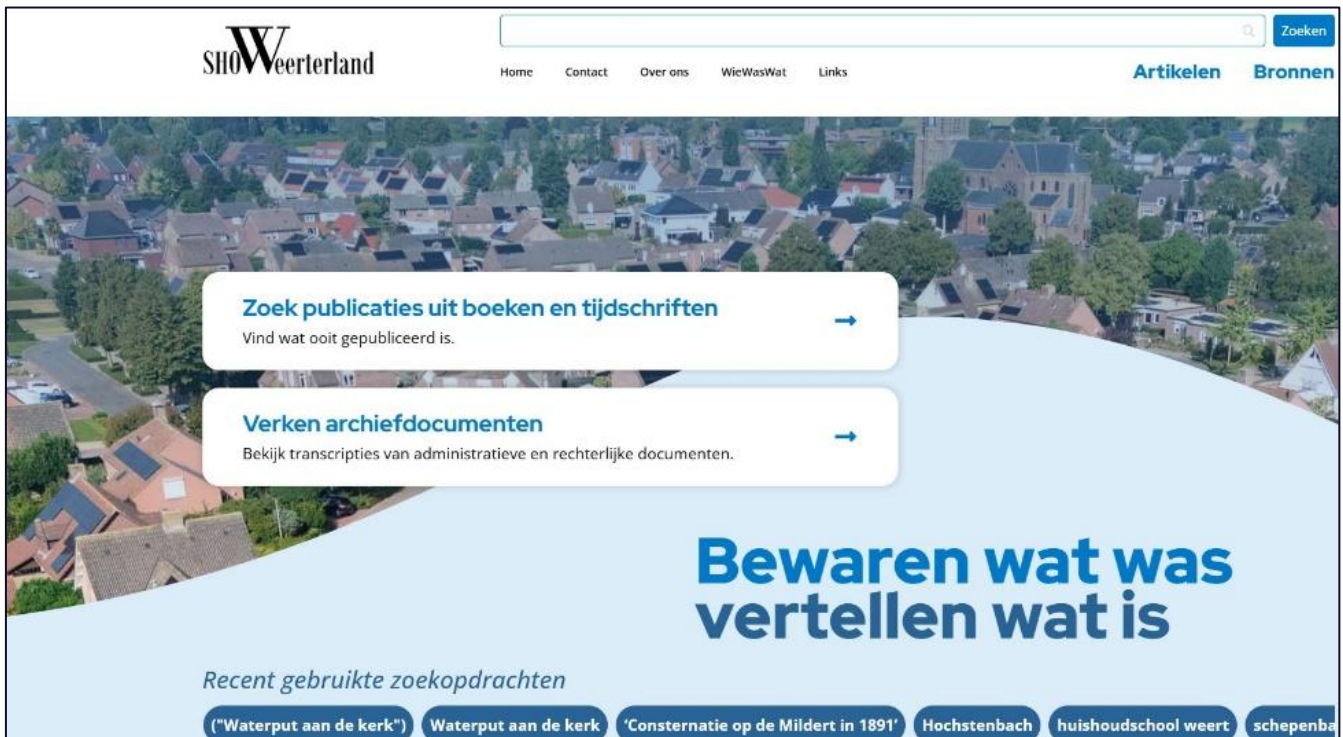 SHOWeerterland
Zoeken
Home Contact Over ons WieWasWat Links
Artikelen Bronnen
Zoek publicaties uit boeken en tijdschriften
Vind wat ooit gepubliceerd is.
Verken archiefdocumenten
Bekijk transcripties van administratieve en rechterlijke documenten.
Bewaren wat was
vertellen wat is
Recent gebruikte zoekopdrachten
("Waterput aan de kerk") Waterput aan de kerk 'Consternatie op de Mildert in 1891' Hochstenbach huishoudschool weert schepenba